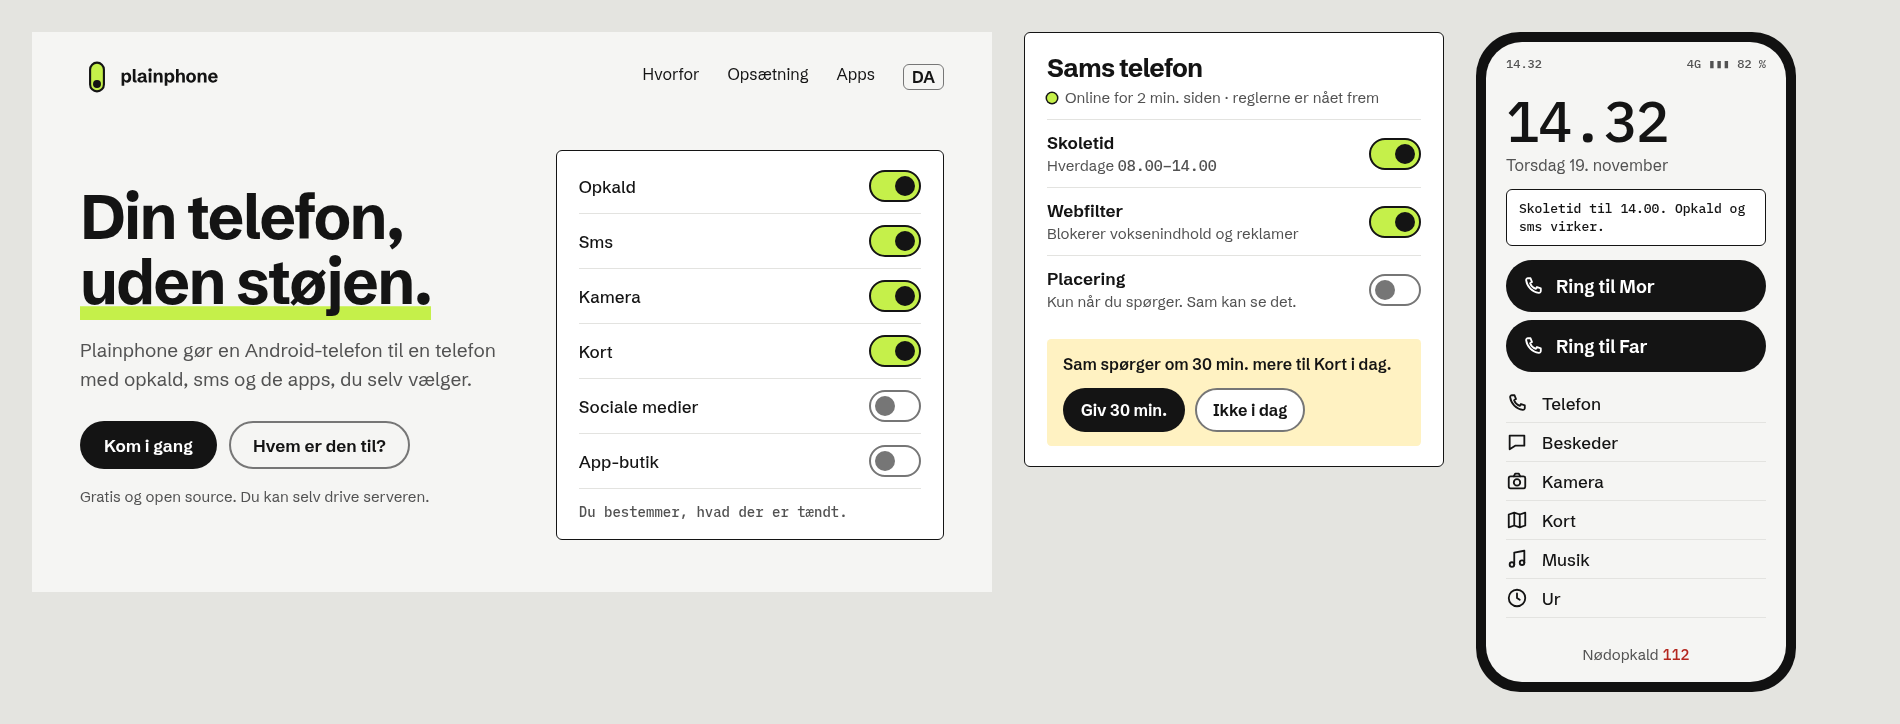 plainphone
Hvorfor
Opsætning
Apps
DA
Din telefon,
uden støjen.
Plainphone gør en Android-telefon til en telefon
med opkald, sms og de apps, du selv vælger.
Kom i gang
Hvem er den til?
Gratis og open source. Du kan selv drive serveren.
Opkald
Sms
Kamera
Kort
Sociale medier
App-butik
Du bestemmer, hvad der er tændt.
Sams telefon
Online for 2 min. siden · reglerne er nået frem
Skoletid
Hverdage 08.00–14.00
Webfilter
Blokerer voksenindhold og reklamer
Placering
Kun når du spørger. Sam kan se det.
Sam spørger om 30 min. mere til Kort i dag.
Giv 30 min.
Ikke i dag
14.32
4G 82 %
14.32
Torsdag 19. november
Skoletid til 14.00. Opkald og
sms virker.
Ring til Mor
Ring til Far
Telefon
Beskeder
Kamera
Kort
Musik
Ur
Nødopkald 112